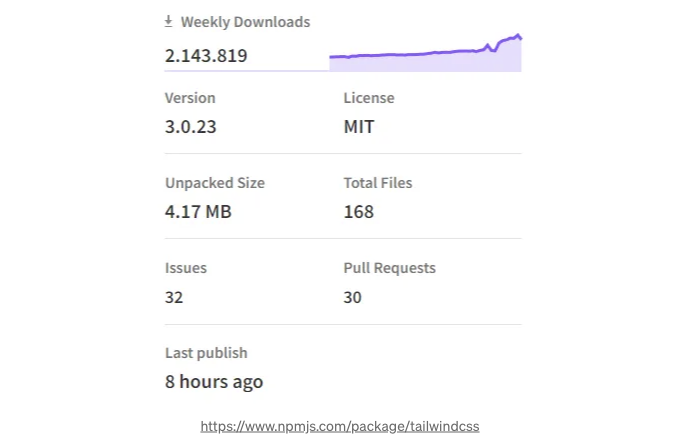 Weekly Downloads
2.143.819
Version License
3.0.23 MIT
Unpacked Size Total Files
4.17 MB 168
Issues Pull Requests
32 30
Last publish
8 hours ago
https://www.npmjs.com/package/tailwindcss